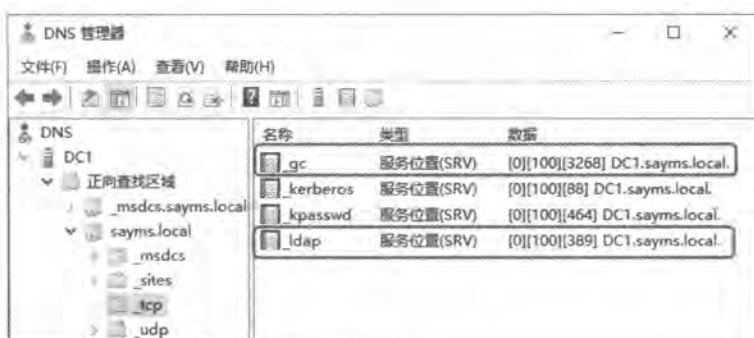 DNS 管理器
文件(F) 操作(A) 查看(V) 帮助(H)
DNS
DC1
正向查找区域
_msdcs.sayms.local
sayms.local
_msdcs
_sites
_tcp
_udp
名称 类型 数据
_gc 服务位置(SRV) [0][100][3268] DC1.sayms.local.
_kerberos 服务位置(SRV) [0][100][88] DC1.sayms.local.
_kpasswd 服务位置(SRV) [0][100][464] DC1.sayms.local.
_ldap 服务位置(SRV) [0][100][389] DC1.sayms.local.